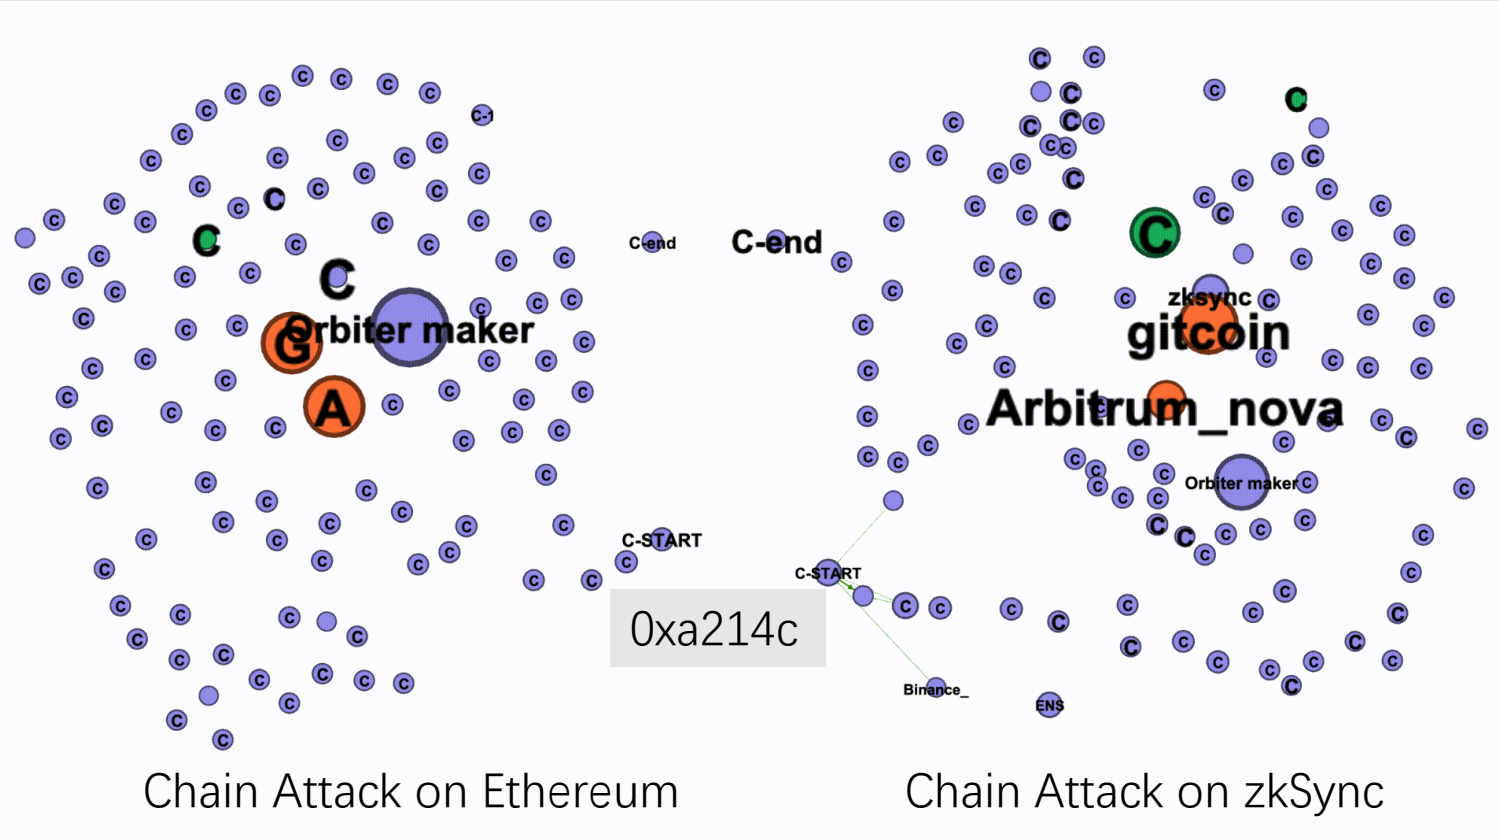 C C C C
C C C C C
C-1
C C C
C C C C
C C C C C
C C C C
C C C C C C
C C C C C
C C C C C
C C C C C
C C C C
Orbiter maker
G
C C C C C
C C C C C
A
C C C C C
C C C C C
C C C C
C C C C
C C C C
C C C C
C C C C C
C C C C
C C C C
C C C C
C C C C
C C
C-end
C-START
C-end
C C C C
C C C C
C C C C C
C C C C C
C C C C C
C C C C C
C C C C C
C C C C C
C C C C C
zksync
gitcoin
C C C C C
C C C C C
Arbitrum_nova
C C C C C
C C C C C
Orbiter maker
C C C C C
C C C C C
C C C C C
C-START
C C C C C
C C C C C
C C C C C
C C C C
Binance_
ENS
0xa214c
Chain Attack on Ethereum
Chain Attack on zkSync